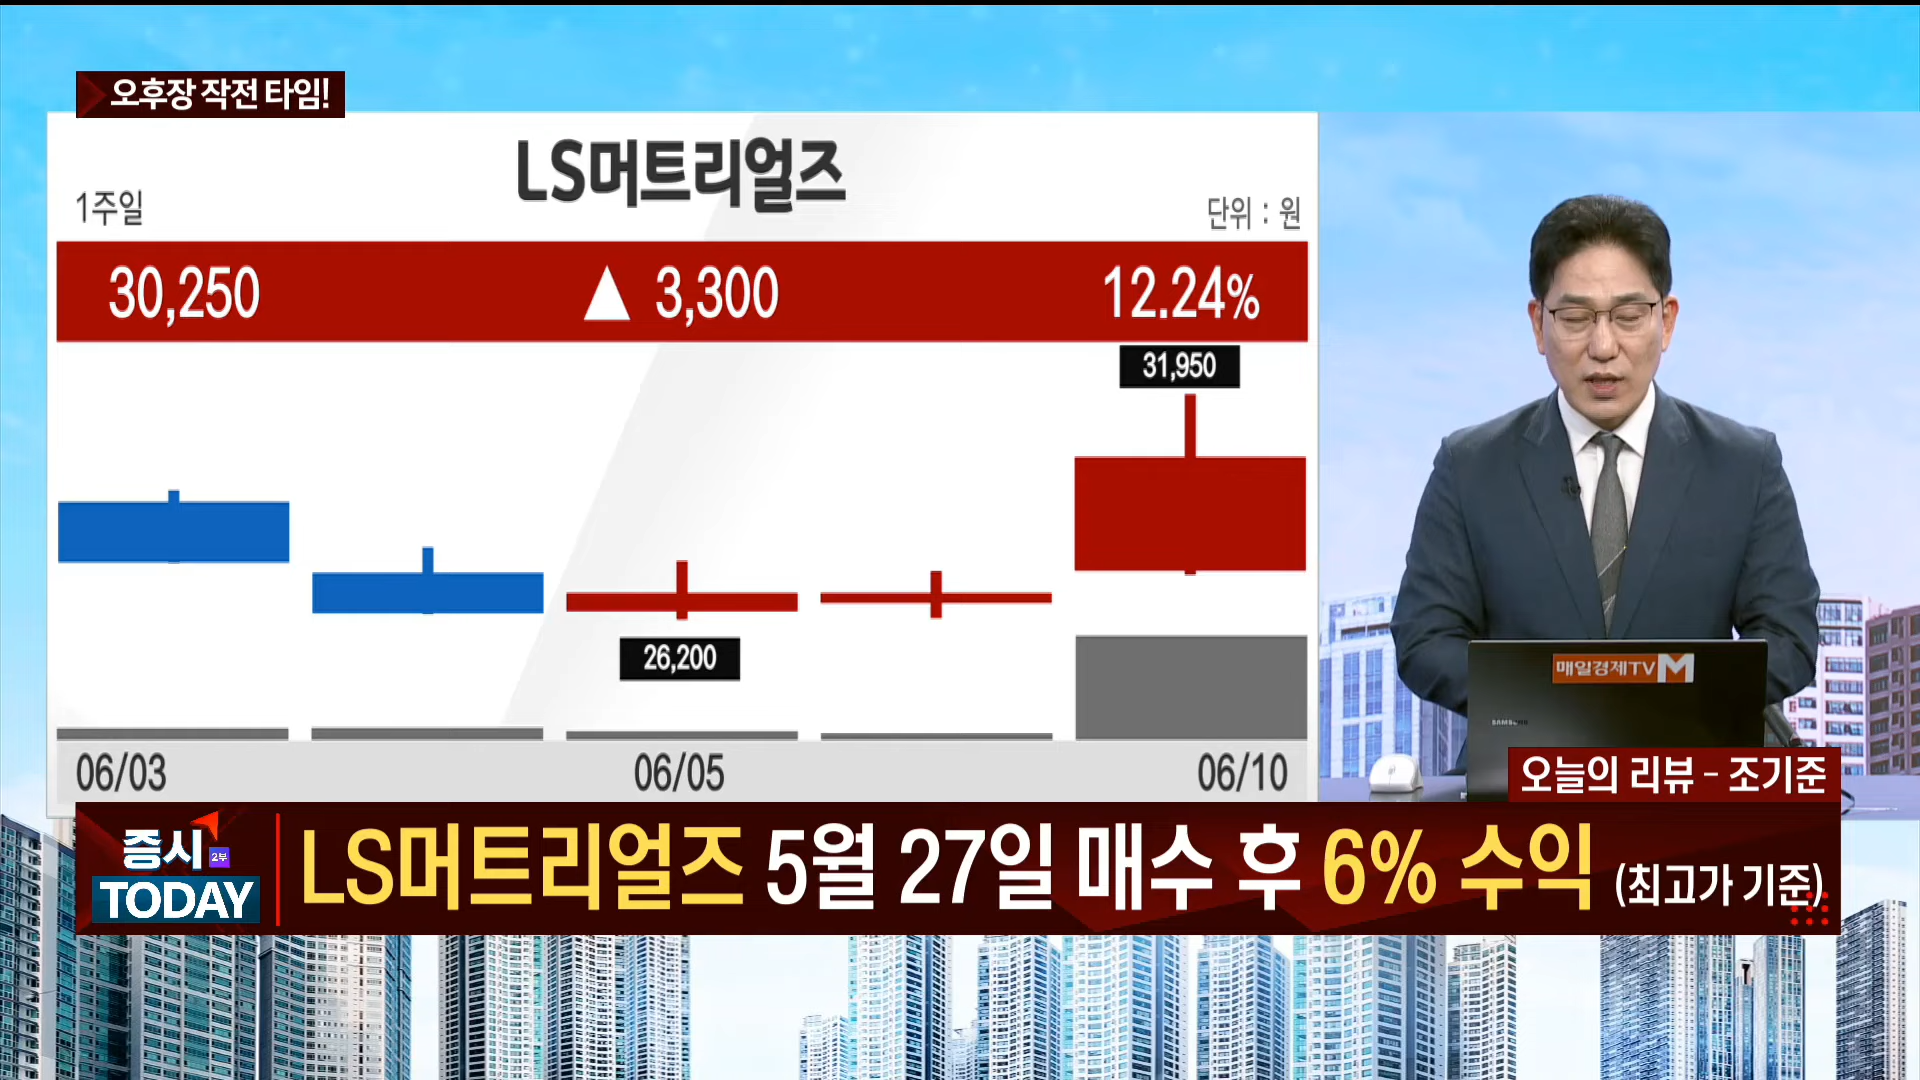 오후장 작전 타임!
LS머트리얼즈
1주일
단위 : 원
30,250 ▲ 3,300 12.24%
31,950
26,200
06/03 06/05 06/10
매일경제TV M
SAMSUNG
오늘의 리뷰 - 조기준
증시 2부
TODAY
LS머트리얼즈 5월 27일 매수 후 6% 수익 (최고가 기준)